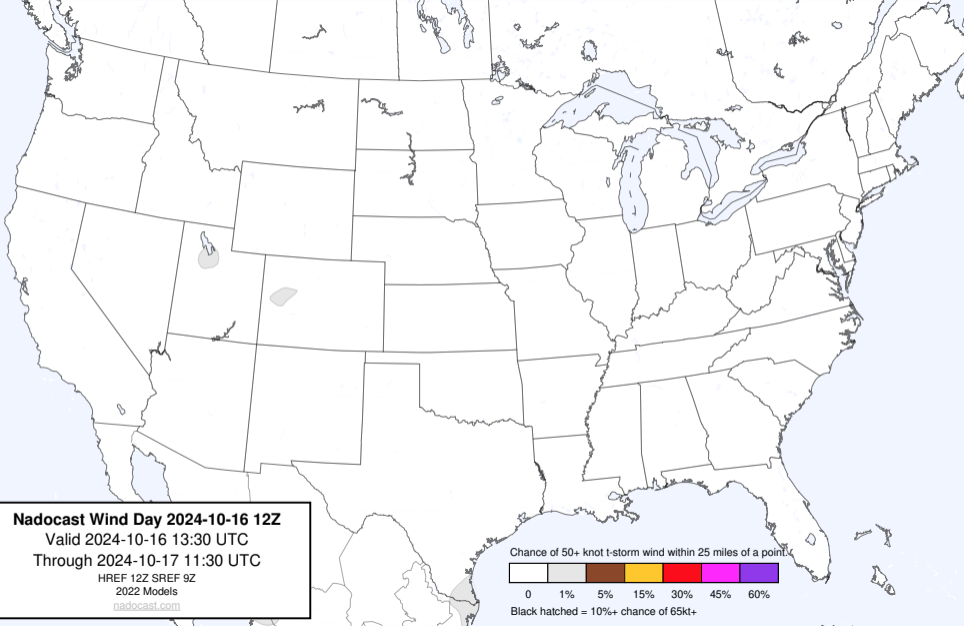 Nadocast Wind Day 2024-10-16 12Z
Valid 2024-10-16 13:30 UTC
Through 2024-10-17 11:30 UTC
HREF 12Z SREF 9Z
2022 Models
nadocast.com
Chance of 50+ knot t-storm wind within 25 miles of a point.
0 1% 5% 15% 30% 45% 60%
Black hatched = 10%+ chance of 65kt+